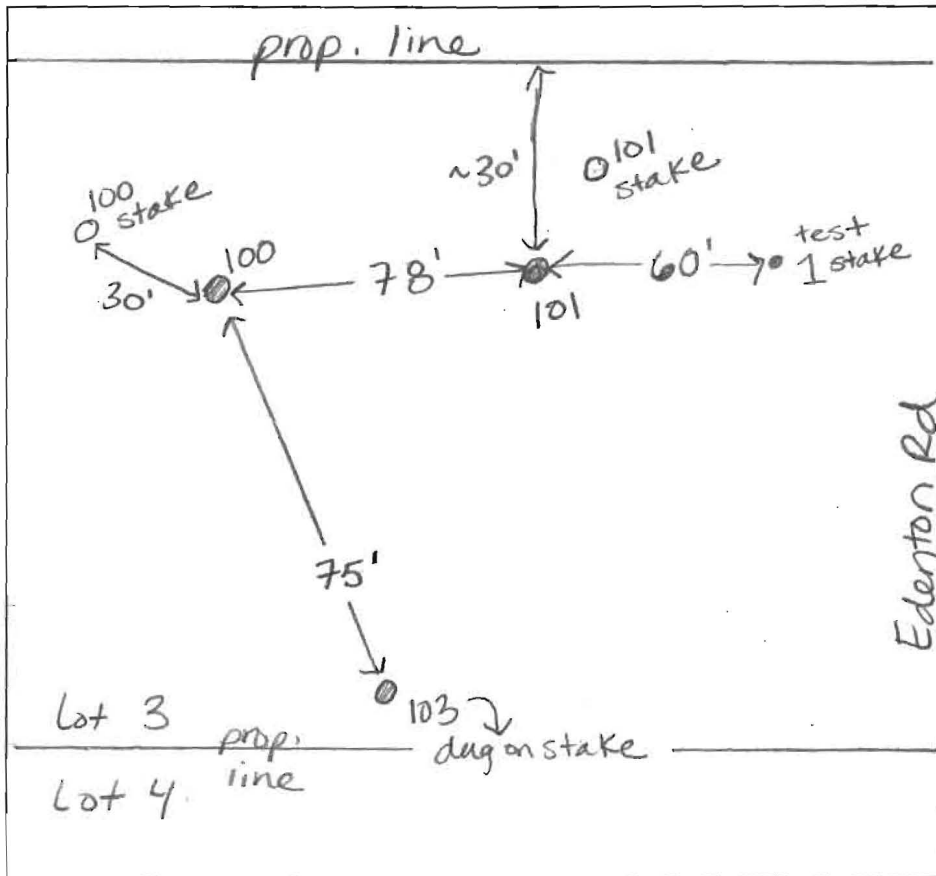 prop. line
~30'
101
stake
100
stake
30'
100
78'
101
60'
test
1 stake
75'
Edenton Rd
103
dug on stake
Lot 3
prop.
line
Lot 4